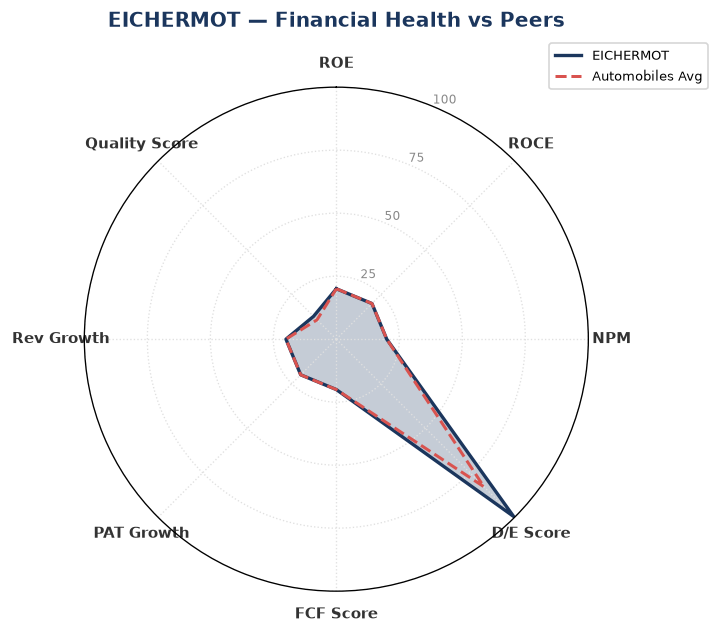 EICHERMOT — Financial Health vs Peers
EICHERMOT
Automobiles Avg
ROE
100
Quality Score
ROCE
75
50
25
Rev Growth
NPM
PAT Growth
D/E Score
FCF Score